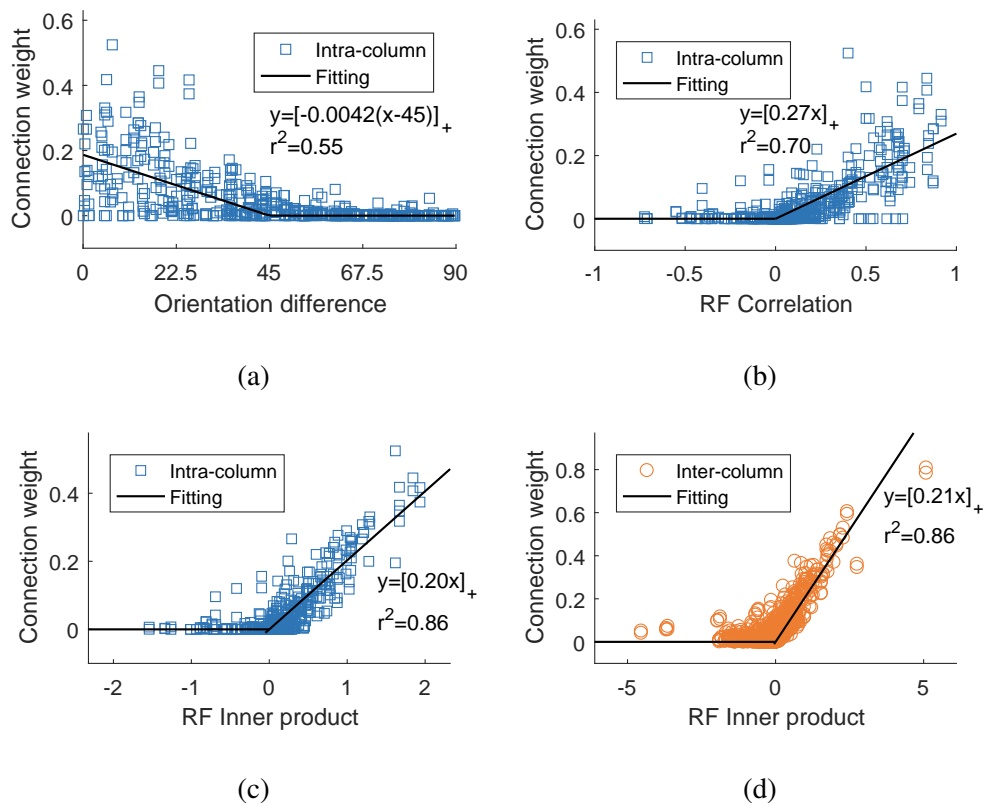 0.6
0.4
0.2
0
Connection weight
Intra-column
Fitting
y=[-0.0042(x-45)]+
r2=0.55
0 22.5 45 67.5 90
Orientation difference
(a)
0.6
0.4
0.2
0
Connection weight
Intra-column
Fitting
y=[0.27x]+
r2=0.70
-1 -0.5 0 0.5 1
RF Correlation
(b)
0.4
0.2
0
Connection weight
Intra-column
Fitting
y=[0.20x]+
r2=0.86
-2 -1 0 1 2
RF Inner product
(c)
0.8
0.6
0.4
0.2
0
Connection weight
Inter-column
Fitting
y=[0.21x]+
r2=0.86
-5 0 5
RF Inner product
(d)